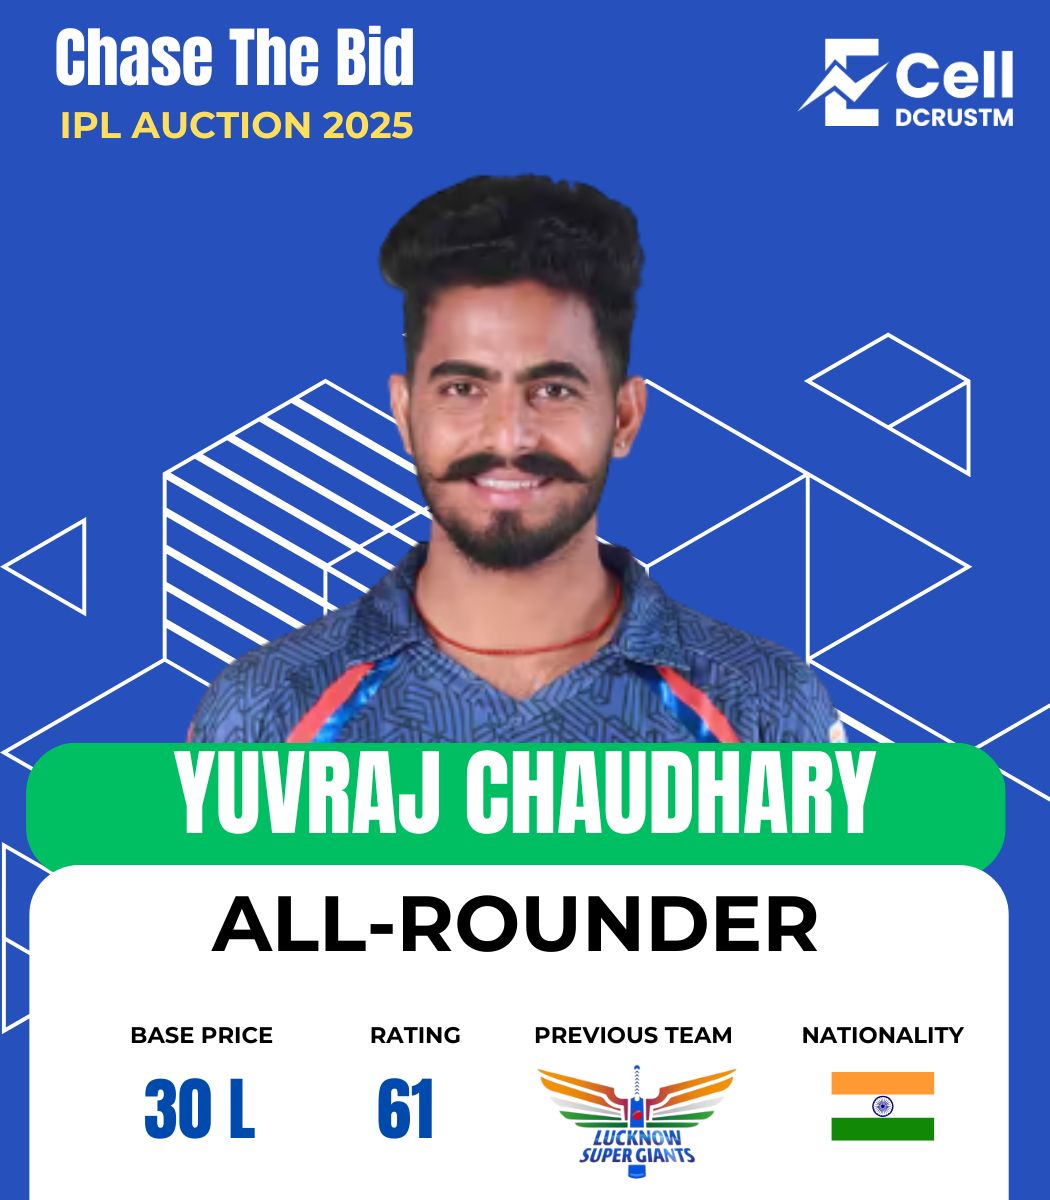 Chase The Bid
IPL AUCTION 2025
Cell
DCRUSTM
YUVRAJ CHAUDHARY
ALL-ROUNDER
BASE PRICE
RATING
PREVIOUS TEAM
NATIONALITY
30 L
61
LUCKNOW
SUPER GIANTS